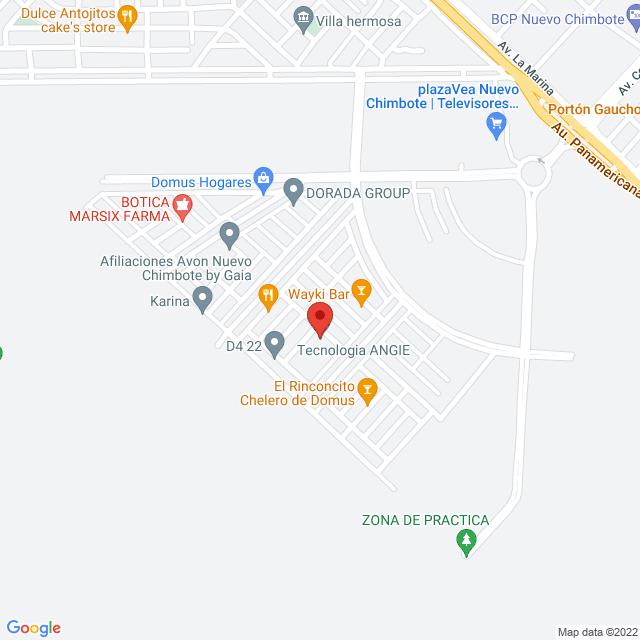 Dulce Antojitos
cake's store
Villa hermosa
BCP Nuevo Chimbote
Av. La Marina
plazaVea Nuevo
Chimbote | Televisores...
Portón Gaucho
Au. Panamericana
Domus Hogares
BOTICA
MARSIX FARMA
DORADA GROUP
Afiliaciones Avon Nuevo
Chimbote by Gaia
Karina
Wayki Bar
D4 22
Tecnologia ANGIE
El Rinconcito
Chelero de Domus
ZONA DE PRACTICA
Google
Map data ©2022